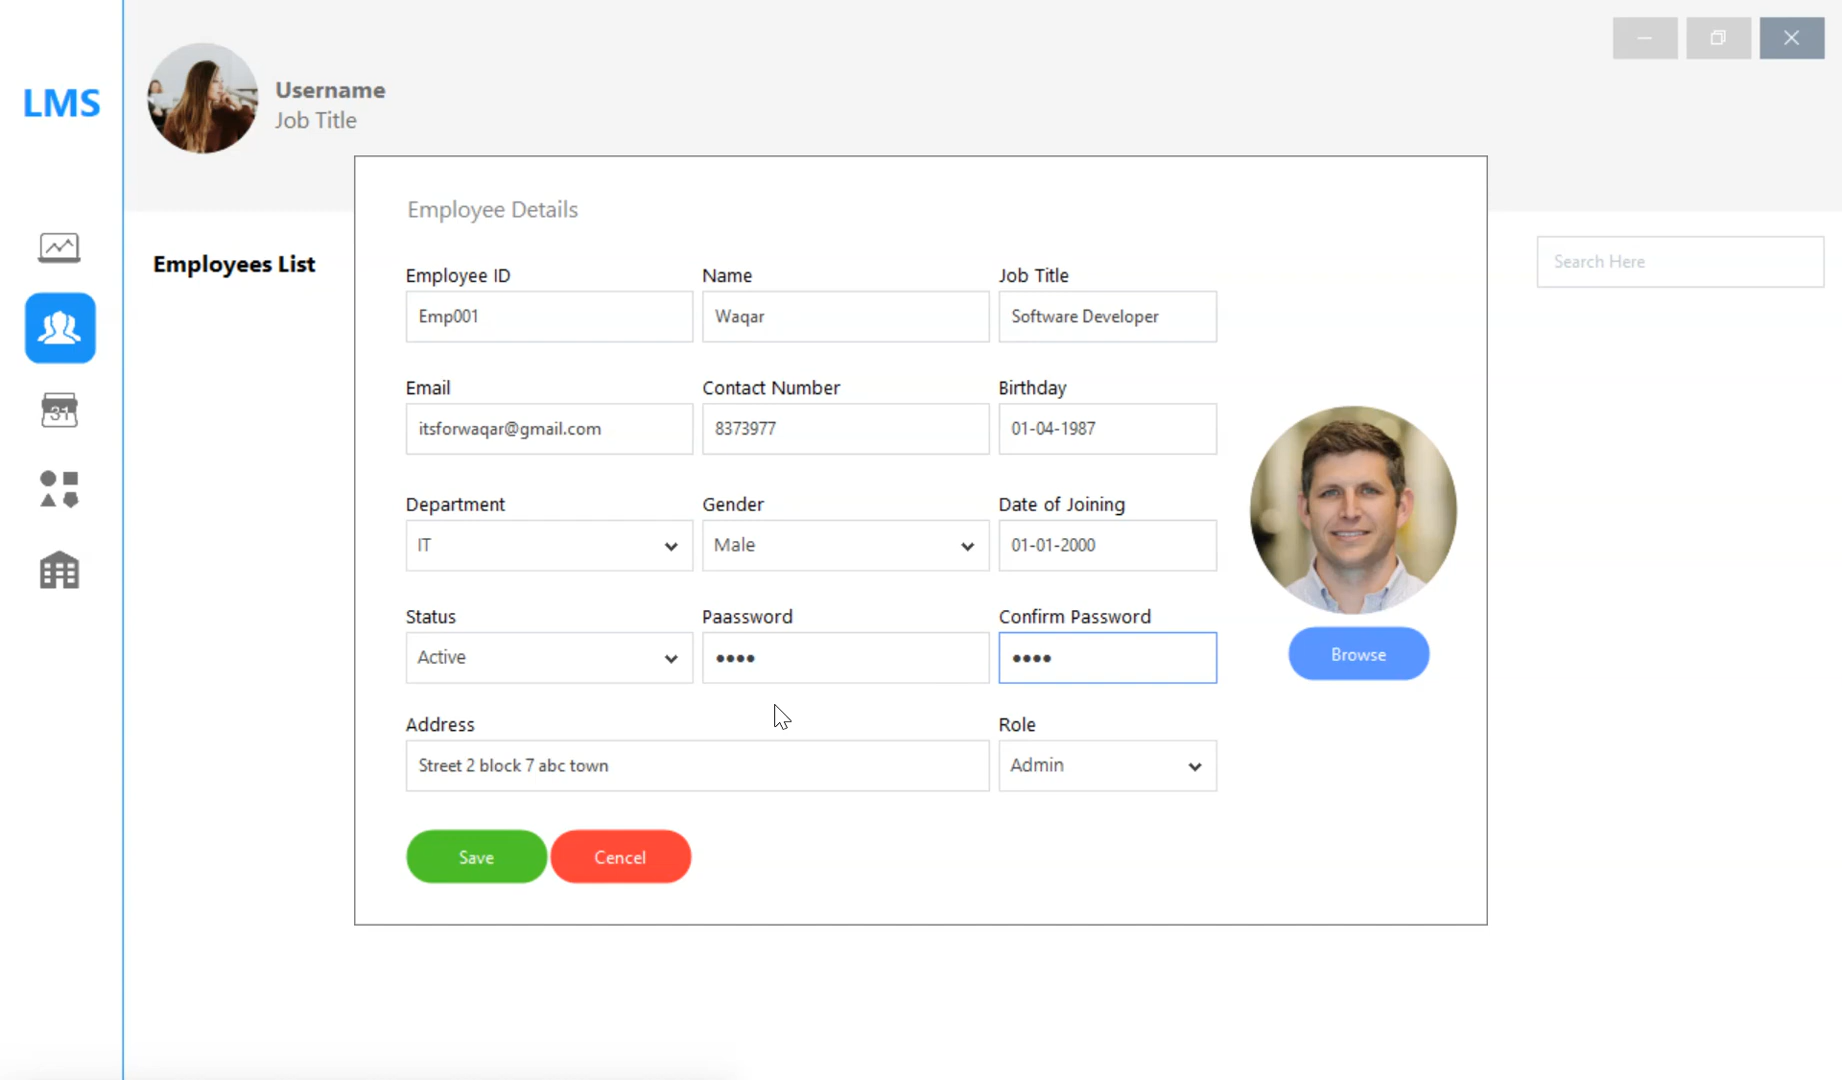 LMS
Username
Job Title
Employees List
Search Here
Employee Details
Employee ID Name Job Title
Emp001 Waqar Software Developer
Email Contact Number Birthday
itsforwaqar@gmail.com 8373977 01-04-1987
Department Gender Date of Joining
IT Male 01-01-2000
Status Paassword Confirm Password
Active •••• ••••
Browse
Address Role
Street 2 block 7 abc town Admin
Save Cencel
31